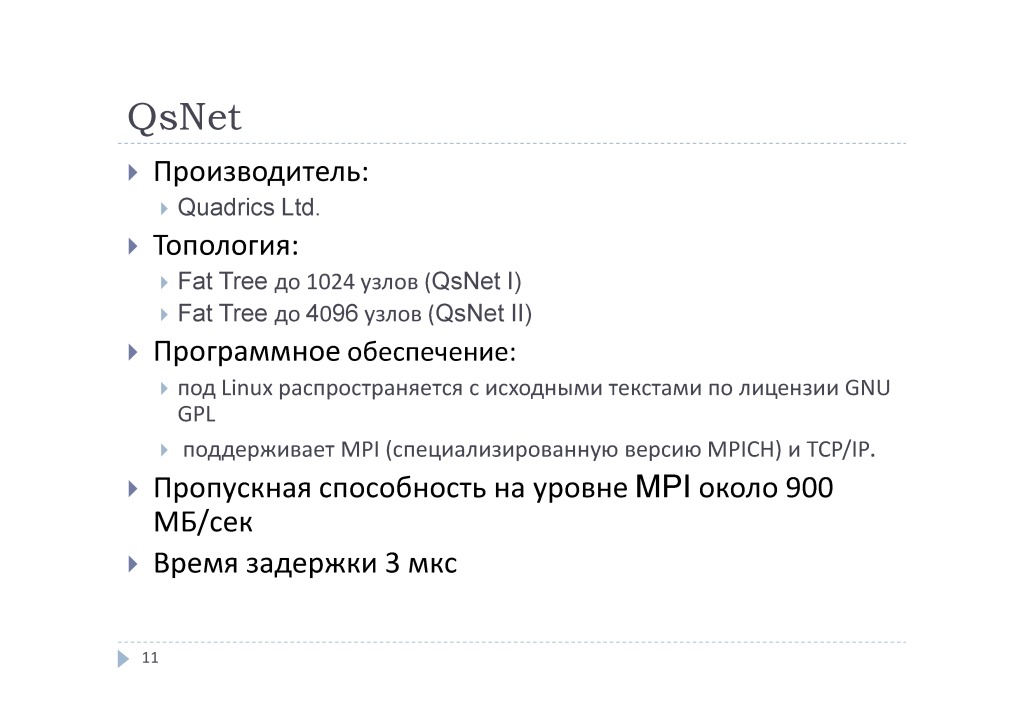 QsNet
Производитель:
Quadrics Ltd.
Топология:
Fat Tree до 1024 узлов (QsNet I)
Fat Tree до 4096 узлов (QsNet II)
Программное обеспечение:
под Linux распространяется с исходными текстами по лицензии GNU
GPL
поддерживает MPI (специализированную версию MPICH) и TCP/IP.
Пропускная способность на уровне MPI около 900
МБ/сек
Время задержки 3 мкс
11